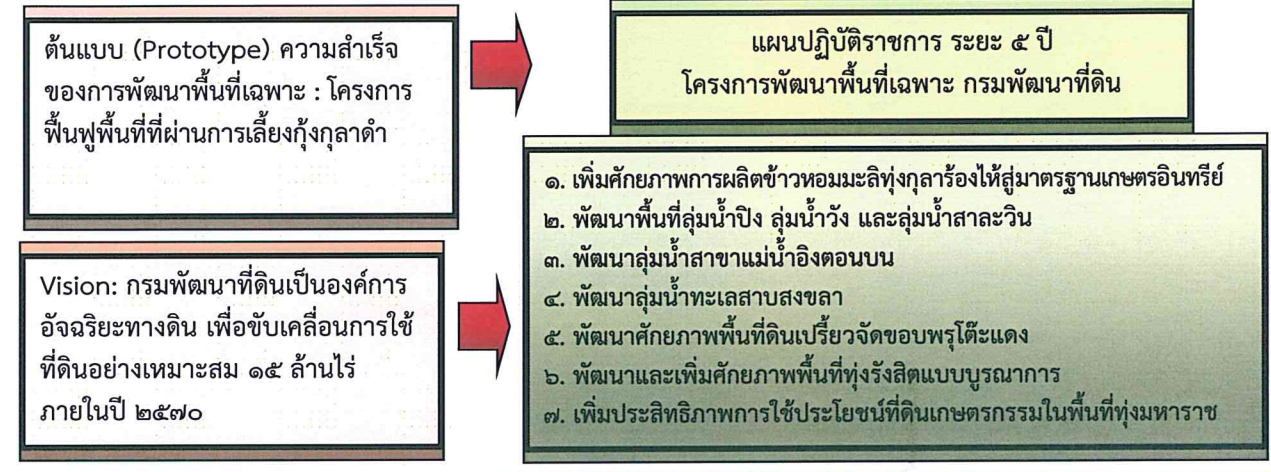 ต้นแบบ (Prototype) ความสำเร็จ
ของการพัฒนาพื้นที่เฉพาะ : โครงการ
ฟื้นฟูพื้นที่ที่ผ่านการเลี้ยงกุ้งกุลาดำ
แผนปฏิบัติราชการ ระยะ ๕ ปี
โครงการพัฒนาพื้นที่เฉพาะ กรมพัฒนาที่ดิน
Vision: กรมพัฒนาที่ดินเป็นองค์การ
อัจฉริยะทางดิน เพื่อขับเคลื่อนการใช้
ที่ดินอย่างเหมาะสม ๑๕ ล้านไร่
ภายในปี ๒๕๗๐
๑. เพิ่มศักยภาพการผลิตข้าวหอมมะลิทุ่งกุลาร้องไห้สู่มาตรฐานเกษตรอินทรีย์
๒. พัฒนาพื้นที่ลุ่มน้ำปิง ลุ่มน้ำวัง และลุ่มน้ำสาละวิน
๓. พัฒนาลุ่มน้ำสาขาแม่น้ำอิงตอนบน
๔. พัฒนาลุ่มน้ำทะเลสาบสงขลา
๕. พัฒนาศักยภาพพื้นที่ดินเปรี้ยวจัดขอบพรุโต๊ะแดง
๖. พัฒนาและเพิ่มศักยภาพพื้นที่ทุ่งรังสิตแบบบูรณาการ
๗. เพิ่มประสิทธิภาพการใช้ประโยชน์ที่ดินเกษตรกรรมในพื้นที่ทุ่งมหาราช